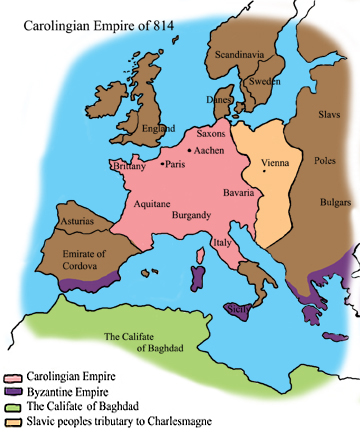 Carolingian Empire of 814
Scandinavia
Sweden
Danes
England
Saxons
Slavs
Aachen
Brittany
Paris
Vienna
Poles
Bavaria
Aquitane
Burgandy
Bulgars
Asturias
Italy
Emirate of
Cordova
Sicily
The Califate
of Baghdad
Carolingian Empire
Byzantine Empire
The Califate of Baghdad
Slavic peoples tributary to Charlesmagne